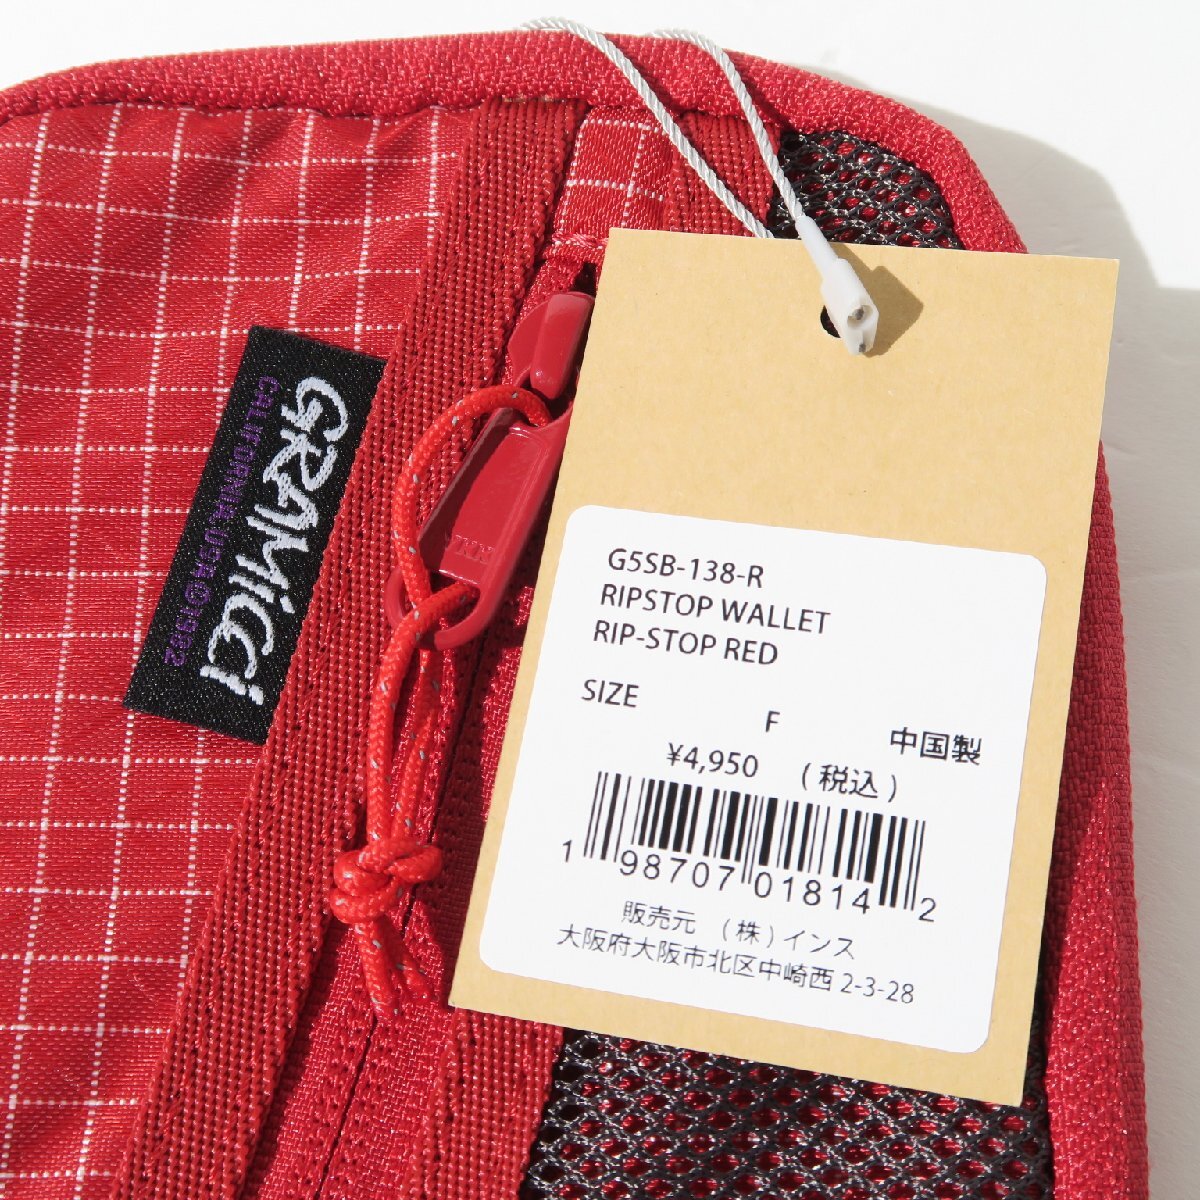 GRAMiCCi
CALIFORNIA.USA©1982
YKK
G5SB-138-R
RIPSTOP WALLET
RIP-STOP RED
SIZE
F
中国製
¥4,950 (税込)
1 98707 01814 2
販売元 (株)インス
大阪府大阪市北区中崎西2-3-28